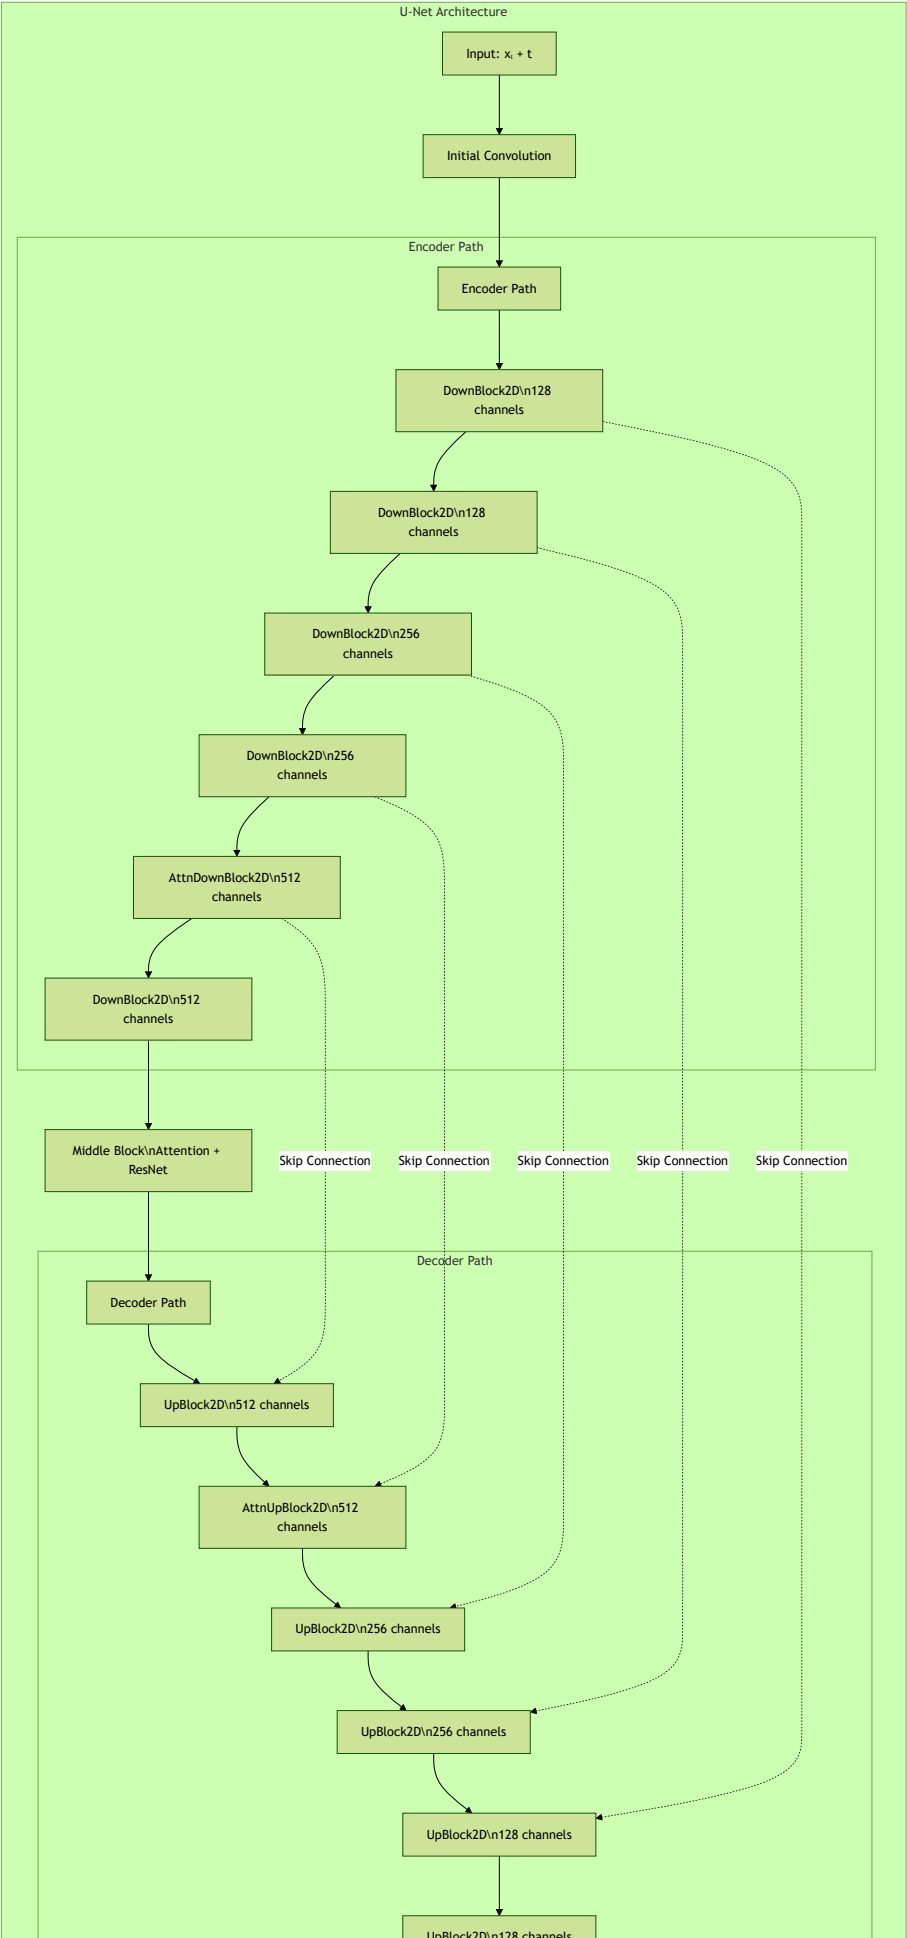 U-Net Architecture
Input: xₜ + t
Initial Convolution
Encoder Path
Encoder Path
DownBlock2D\n128
channels
DownBlock2D\n128
channels
DownBlock2D\n256
channels
DownBlock2D\n256
channels
AttnDownBlock2D\n512
channels
DownBlock2D\n512
channels
Middle Block\nAttention +
ResNet
Skip Connection
Skip Connection
Skip Connection
Skip Connection
Skip Connection
Decoder Path
Decoder Path
UpBlock2D\n512 channels
AttnUpBlock2D\n512
channels
UpBlock2D\n256 channels
UpBlock2D\n256 channels
UpBlock2D\n128 channels
UpBlock2D\n128 channels